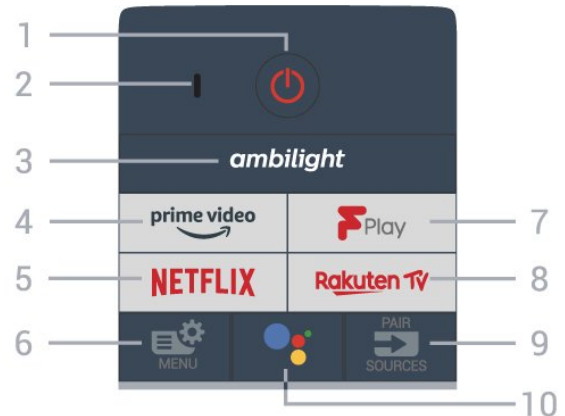 1
2
3 ambilight
4 prime video FPlay 7
5 NETFLIX Rakuten TV 8
6 MENU PAIR SOURCES 9
10